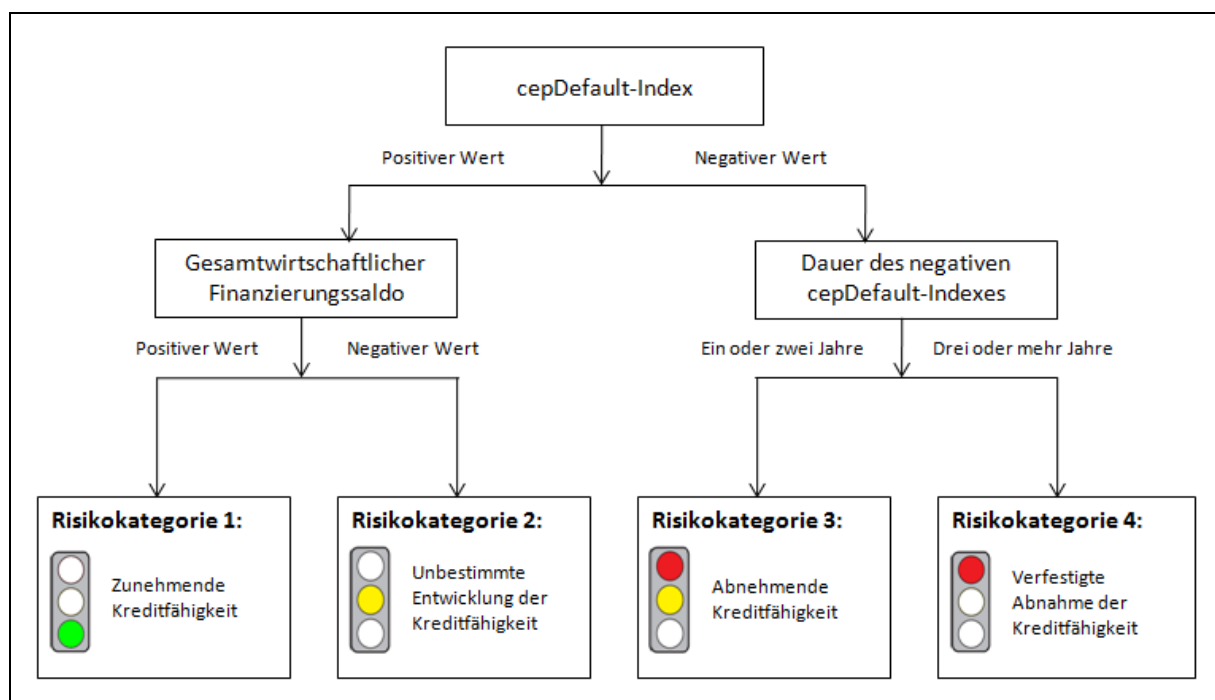 cepDefault-Index
Positiver Wert
Negativer Wert
Gesamtwirtschaftlicher
Finanzierungssaldo
Dauer des negativen
cepDefault-Indexes
Positiver Wert
Negativer Wert
Ein oder zwei Jahre
Drei oder mehr Jahre
Risikokategorie 1:
Zunehmende
Kreditfähigkeit
Risikokategorie 2:
Unbestimmte
Entwicklung der
Kreditfähigkeit
Risikokategorie 3:
Abnehmende
Kreditfähigkeit
Risikokategorie 4:
Verfestigte
Abnahme der
Kreditfähigkeit